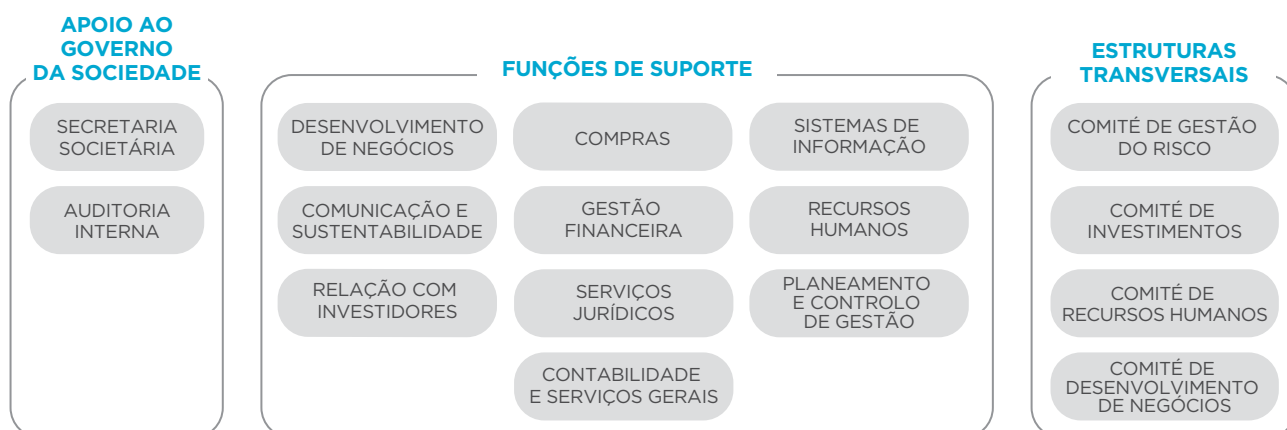 APOIO AO
GOVERNO
DA SOCIEDADE
SECRETARIA
SOCIETÁRIA
AUDITORIA
INTERNA
FUNÇÕES DE SUPORTE
DESENVOLVIMENTO
DE NEGÓCIOS
COMPRAS
SISTEMAS DE
INFORMAÇÃO
COMUNICAÇÃO E
SUSTENTABILIDADE
GESTÃO
FINANCEIRA
RECURSOS
HUMANOS
RELAÇÃO COM
INVESTIDORES
SERVIÇOS
JURÍDICOS
PLANEAMENTO
E CONTROLO
DE GESTÃO
CONTABILIDADE
E SERVIÇOS GERAIS
ESTRUTURAS
TRANSVERSAIS
COMITÉ DE GESTÃO
DO RISCO
COMITÉ DE
INVESTIMENTOS
COMITÉ DE
RECURSOS HUMANOS
COMITÉ DE
DESENVOLVIMENTO
DE NEGÓCIOS